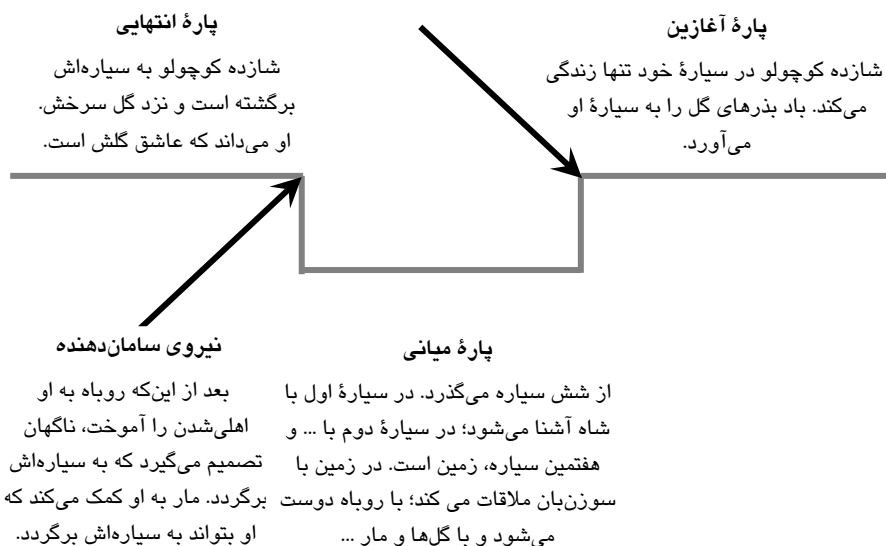 پارهٔ آغازین
شازده کوچولو در سیارهٔ خود تنها زندگی
می‌کند. باد بذرهای گل را به سیارهٔ او
می‌آورد.
پارهٔ انتهایی
شازده کوچولو به سیاره‌اش
برگشته است و نزد گل سرخش.
او می‌داند که عاشق گلش است.
پارهٔ میانی
از شش سیاره می‌گذرد. در سیارهٔ اول با
شاه آشنا می‌شود؛ در سیارهٔ دوم با ... و
هفتمین سیاره، زمین است. در زمین با
سوزن‌بان ملاقات می کند؛ با روباه دوست
می‌شود و با گل‌ها و مار ...
نیروی سامان‌دهنده
بعد از این‌که روباه به او
اهلی‌شدن را آموخت، ناگهان
تصمیم می‌گیرد که به سیاره‌اش
برگردد. مار به او کمک می‌کند که
او بتواند به سیاره‌اش برگردد.